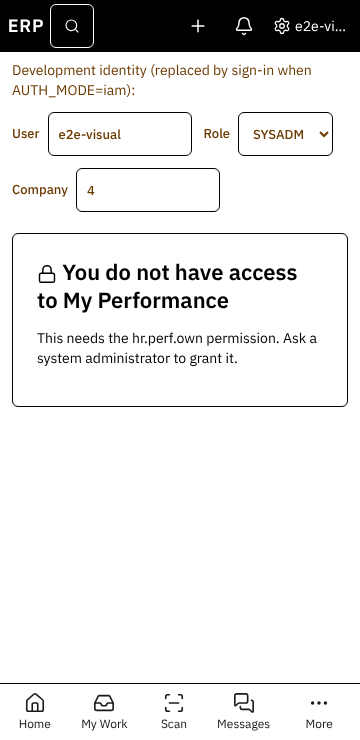 ERP
e2e-vi...
Development identity (replaced by sign-in when
AUTH_MODE=iam):
User e2e-visual Role SYSADM
Company 4
You do not have access
to My Performance
This needs the hr.perf.own permission. Ask a
system administrator to grant it.
Home My Work Scan Messages More